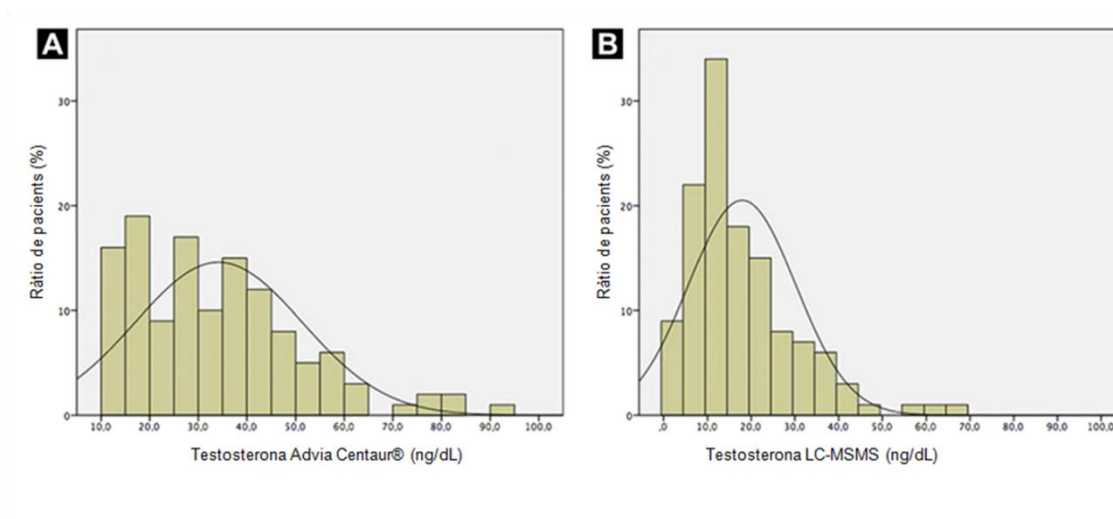 A
Ràtio de pacients (%)
30
20
10
0
10,0 20,0 30,0 40,0 50,0 60,0 70,0 80,0 90,0 100,0
Testosterona Advia Centaur® (ng/dL)
B
Ràtio de pacients (%)
30
20
10
0
,0 10,0 20,0 30,0 40,0 50,0 60,0 70,0 80,0 90,0 100,0
Testosterona LC-MSMS (ng/dL)